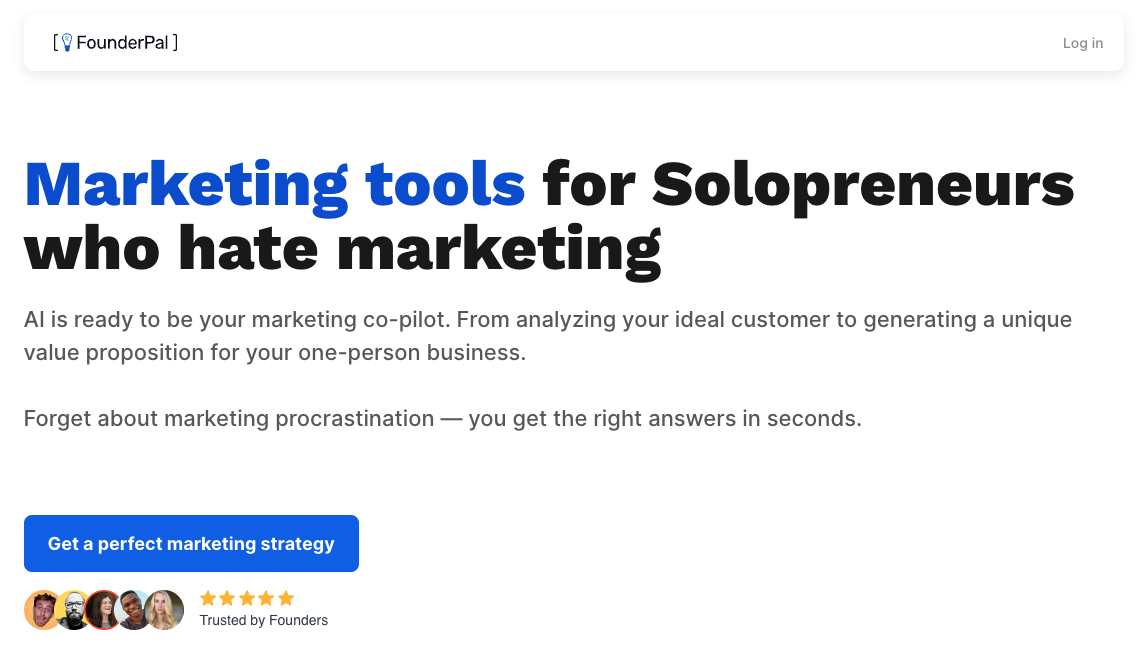 [ FounderPal ]
Log in
Marketing tools for Solopreneurs
who hate marketing
AI is ready to be your marketing co-pilot. From analyzing your ideal customer to generating a unique
value proposition for your one-person business.
Forget about marketing procrastination — you get the right answers in seconds.
Get a perfect marketing strategy
Trusted by Founders